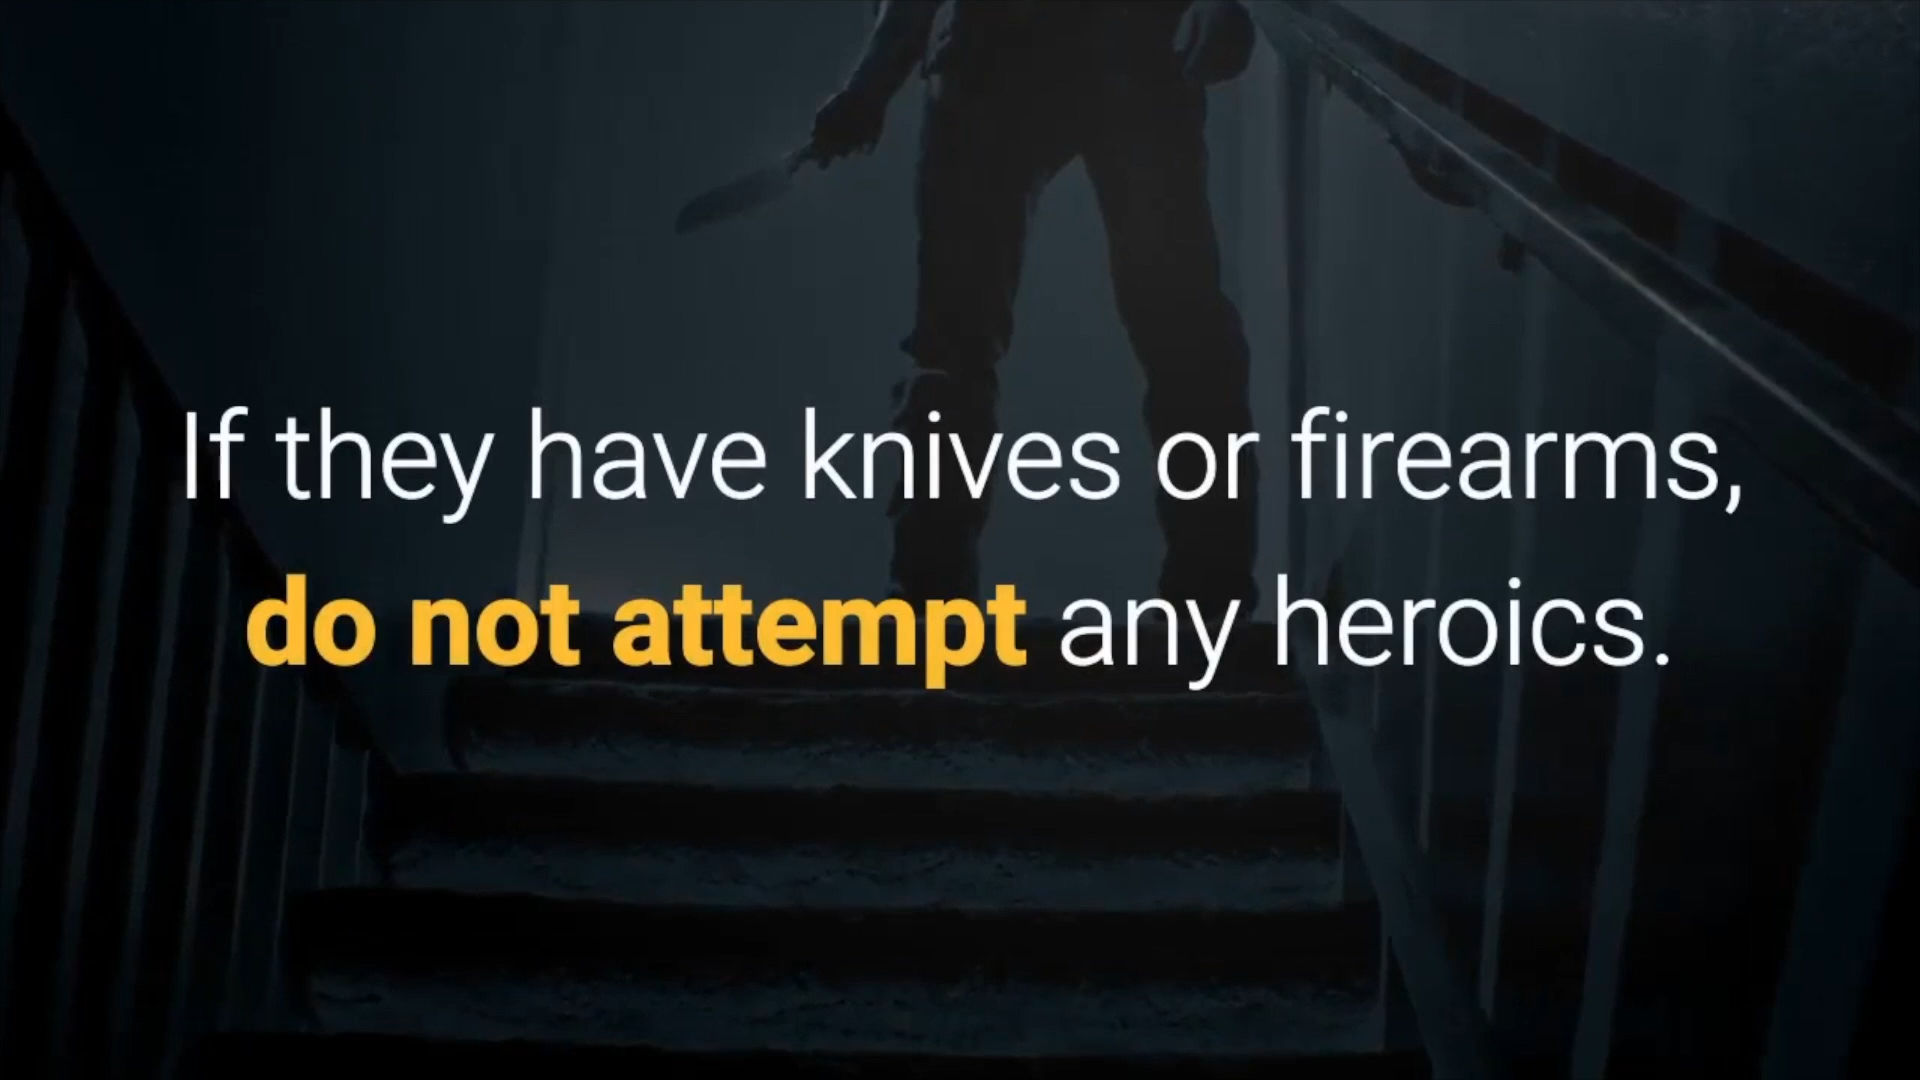 If they have knives or firearms,
do not attempt any heroics.